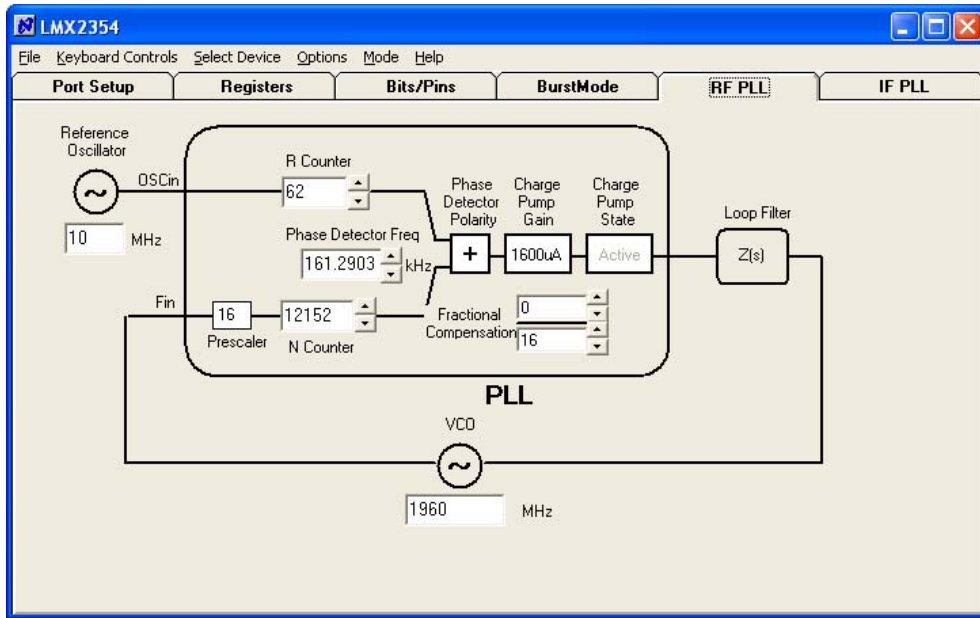 LMX2354
File Keyboard Controls Select Device Options Mode Help
Port Setup Registers Bits/Pins BurstMode RF PLL IF PLL
Reference
Oscillator
OSCin
10 MHz
R Counter
62
Phase Detector Freq
161.2903 kHz
Phase
Detector
Polarity
+
Charge
Pump
Gain
1600uA
Charge
Pump
State
Active
Loop Filter
Z(s)
Fin
16
Prescaler
12152
N Counter
Fractional
Compensation
0
16
PLL
VCO
1960 MHz